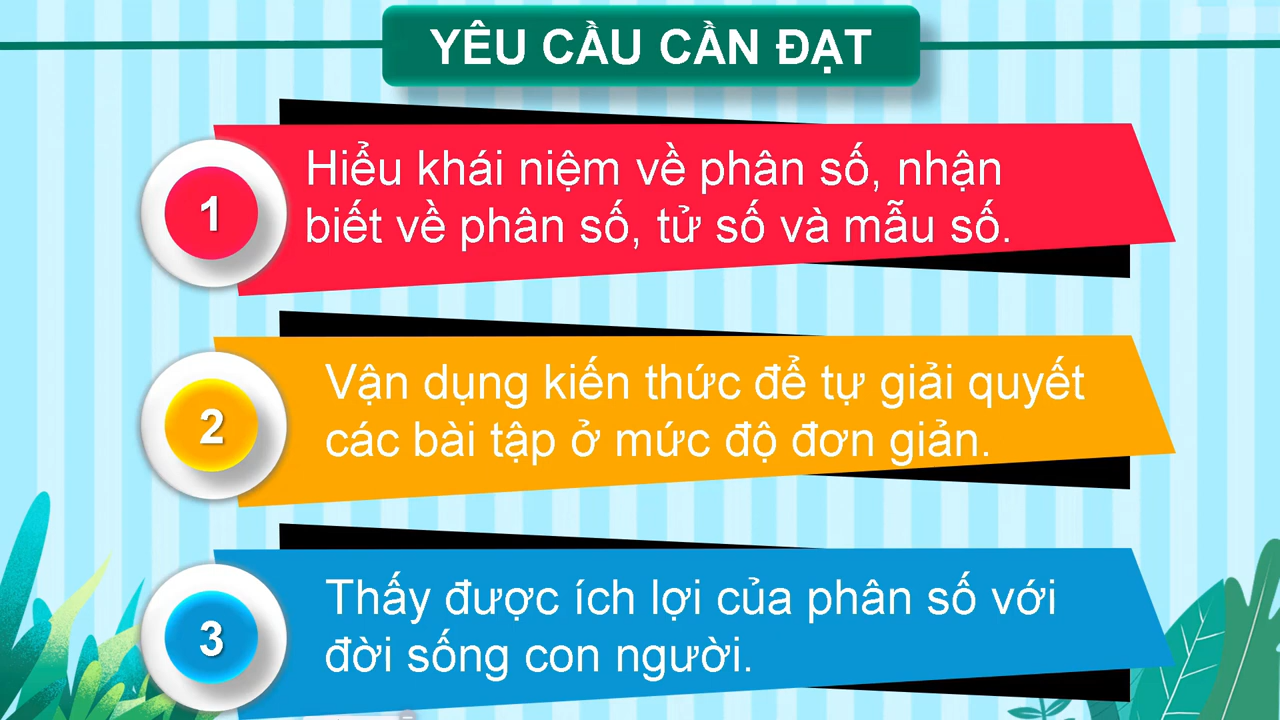 YÊU CẦU CẦN ĐẠT
1
Hiểu khái niệm về phân số, nhận
biết về phân số, tử số và mẫu số.
2
Vận dụng kiến thức để tự giải quyết
các bài tập ở mức độ đơn giản.
3
Thấy được ích lợi của phân số với
đời sống con người.